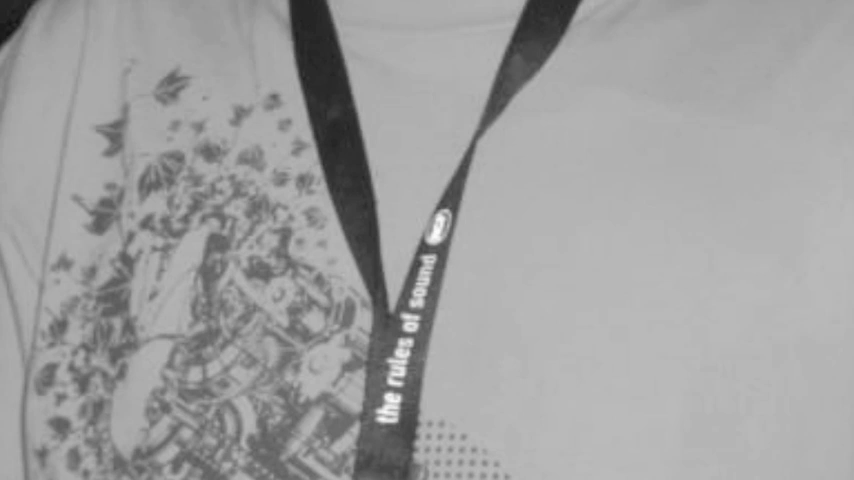 the rules of sound